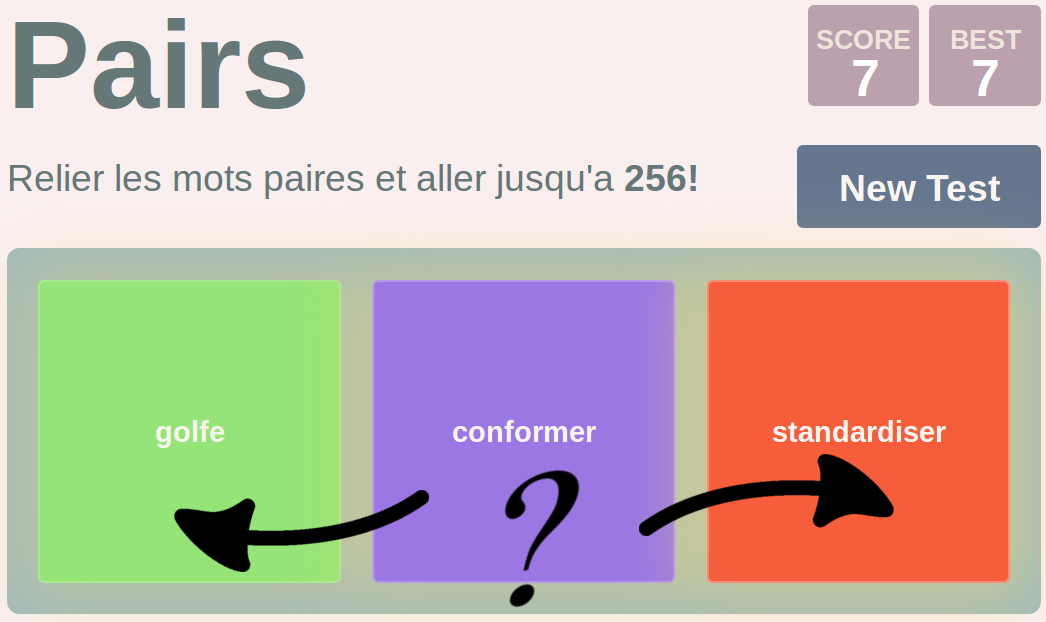 Pairs
SCORE
7
BEST
7
Relier les mots paires et aller jusqu'a 256!
New Test
golfe
conformer
standardiser
?